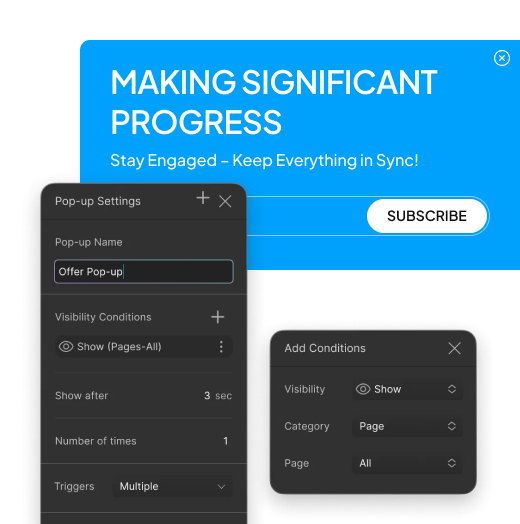 MAKING SIGNIFICANT
PROGRESS
Stay Engaged – Keep Everything in Sync!
SUBSCRIBE
Pop-up Settings
Pop-up Name
Offer Pop-up
Visibility Conditions
Show (Pages-All)
Show after 3 sec
Number of times 1
Triggers Multiple
Add Conditions
Visibility Show
Category Page
Page All